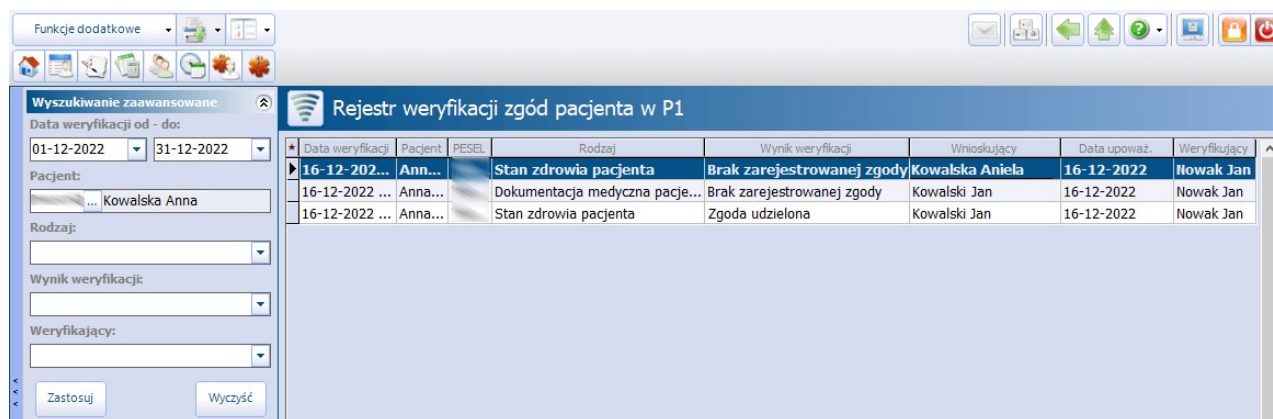 Funkcje dodatkowe
Wyszukiwanie zaawansowane
Data weryfikacji od - do:
01-12-2022 31-12-2022
Pacjent:
... Kowalska Anna
Rodzaj:
Wynik weryfikacji:
Weryfikający:
Zastosuj Wyczyść
Rejestr weryfikacji zgód pacjenta w P1
Data weryfikacji Pacjent PESEL Rodzaj Wynik weryfikacji Wnioskujący Data upoważ. Weryfikujący
16-12-202... Ann... Stan zdrowia pacjenta Brak zarejestrowanej zgody Kowalska Aniela 16-12-2022 Nowak Jan
16-12-2022 ... Anna... Dokumentacja medyczna pacje... Brak zarejestrowanej zgody Kowalski Jan 16-12-2022 Nowak Jan
16-12-2022 ... Anna... Stan zdrowia pacjenta Zgoda udzielona Kowalski Jan 16-12-2022 Nowak Jan